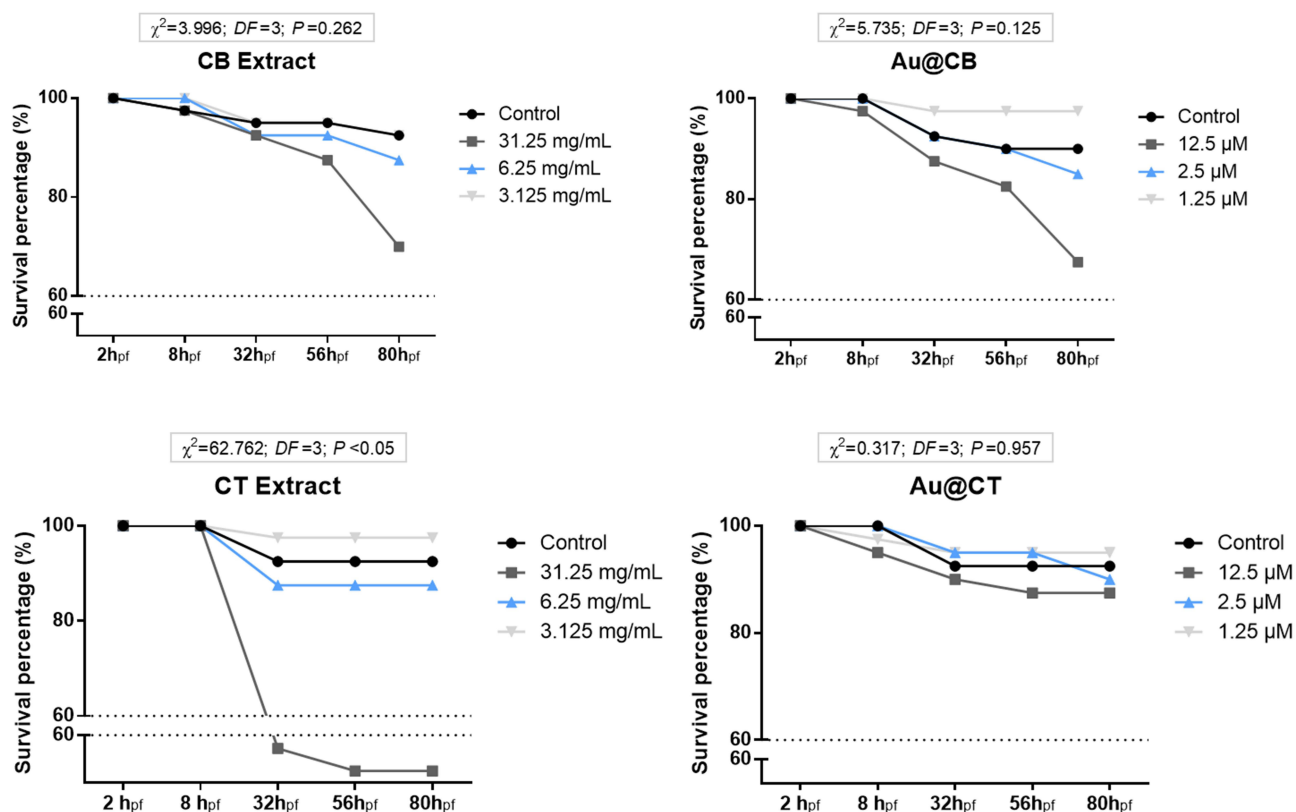 χ²=3.996; DF=3; P=0.262
CB Extract
Survival percentage (%)
100
80
60
60
2hpf 8hpf 32hpf 56hpf 80hpf
Control
31.25 mg/mL
6.25 mg/mL
3.125 mg/mL
χ²=5.735; DF=3; P=0.125
Au@CB
Survival percentage (%)
100
80
60
60
2hpf 8hpf 32hpf 56hpf 80hpf
Control
12.5 µM
2.5 µM
1.25 µM
χ²=62.762; DF=3; P<0.05
CT Extract
Survival percentage (%)
100
80
60
60
2 hpf 8 hpf 32hpf 56hpf 80hpf
Control
31.25 mg/mL
6.25 mg/mL
3.125 mg/mL
χ²=0.317; DF=3; P=0.957
Au@CT
Survival percentage (%)
100
80
60
60
2 hpf 8 hpf 32hpf 56hpf 80hpf
Control
12.5 µM
2.5 µM
1.25 µM